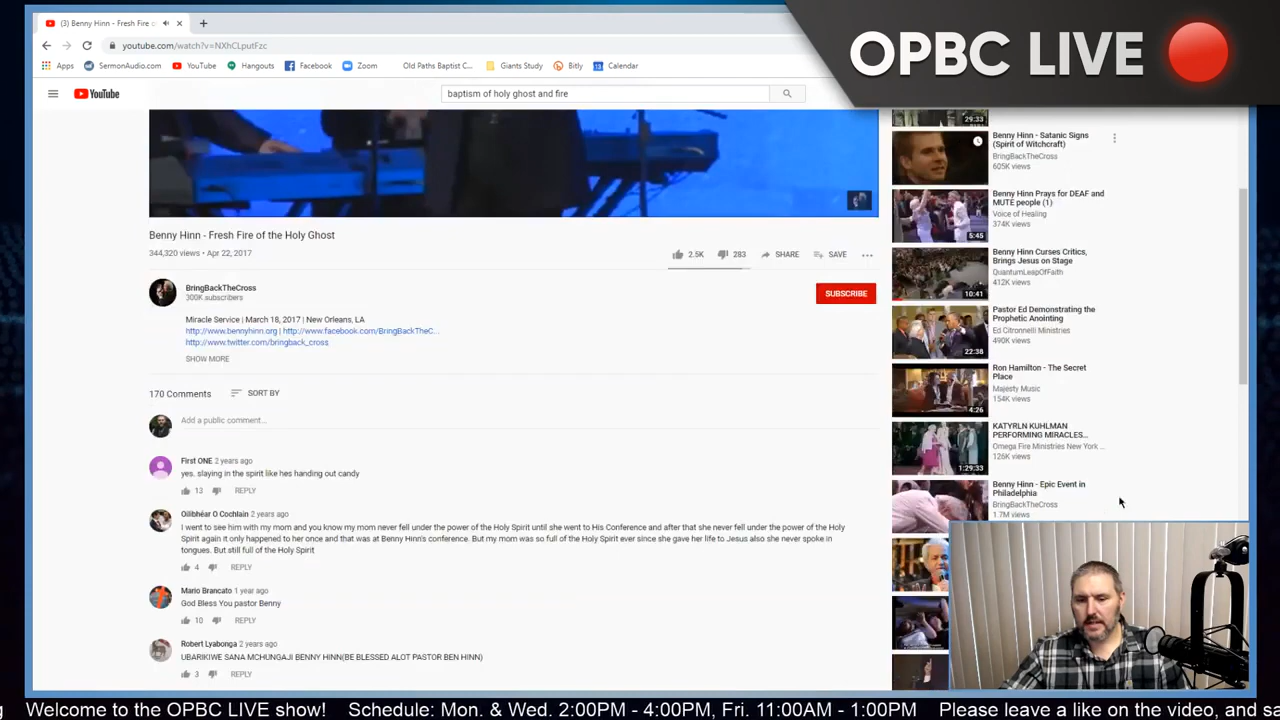 (3) Benny Hinn - Fresh Fire o
youtube.com/watch?v=NXhCLputFzc
Apps SermonAudio.com YouTube Hangouts Facebook Zoom Old Paths Baptist C... Giants Study Bitly Calendar
OPBC LIVE
YouTube
baptism of holy ghost and fire
29:33
Benny Hinn - Satanic Signs
(Spirit of Witchcraft)
BringBackTheCross
605K views
Benny Hinn Prays for DEAF and
MUTE people (1)
Voice of Healing
374K views
5:45
Benny Hinn Curses Critics,
Brings Jesus on Stage
QuantumLeapOfFaith
412K views
10:41
Pastor Ed Demonstrating the
Prophetic Anointing
Ed Citronnelli Ministries
490K views
22:38
Ron Hamilton - The Secret
Place
Majesty Music
154K views
4:26
KATYRLN KUHLMAN
PERFORMING MIRACLES...
Omega Fire Ministries New York ...
126K views
1:29:33
Benny Hinn - Epic Event in
Philadelphia
BringBackTheCross
1.7M views
Benny Hinn - Fresh Fire of the Holy Ghost
344,320 views • Apr 22, 2017
2.5K 283 SHARE SAVE ...
BringBackTheCross
300K subscribers
SUBSCRIBE
Miracle Service | March 18, 2017 | New Orleans, LA
http://www.bennyhinn.org | http://www.facebook.com/BringBackTheC...
http://www.twitter.com/bringback_cross
SHOW MORE
170 Comments SORT BY
Add a public comment...
First ONE 2 years ago
yes. slaying in the spirit like hes handing out candy
13 REPLY
Oilibhéar O Cochlain 2 years ago
I went to see him with my mom and you know my mom never fell under the power of the Holy Spirit until she went to His Conference and after that she never fell under the power of the Holy
Spirit again it only happened to her once and that was at Benny Hinn's conference. But my mom was so full of the Holy Spirit ever since she gave her life to Jesus also she never spoke in
tongues. But still full of the Holy Spirit
4 REPLY
Mario Brancato 1 year ago
God Bless You pastor Benny
10 REPLY
Robert Lyabonga 2 years ago
UBARIKIWE SANA MCHUNGAJI BENNY HINN(BE BLESSED ALOT PASTOR BEN HINN)
3 REPLY
g Welcome to the OPBC LIVE show! Schedule: Mon. & Wed. 2:00PM - 4:00PM, Fri. 11:00AM - 1:00PM Please leave a like on the video, and sa